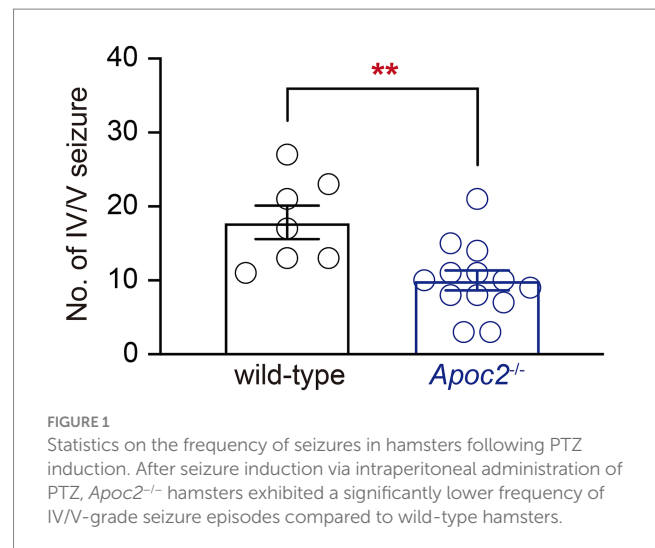 40
**
30
20
10
0
No. of IV/V seizure
wild-type
Apoc2-/-
FIGURE 1
Statistics on the frequency of seizures in hamsters following PTZ
induction. After seizure induction via intraperitoneal administration of
PTZ, Apoc2−/− hamsters exhibited a significantly lower frequency of
IV/V-grade seizure episodes compared to wild-type hamsters.